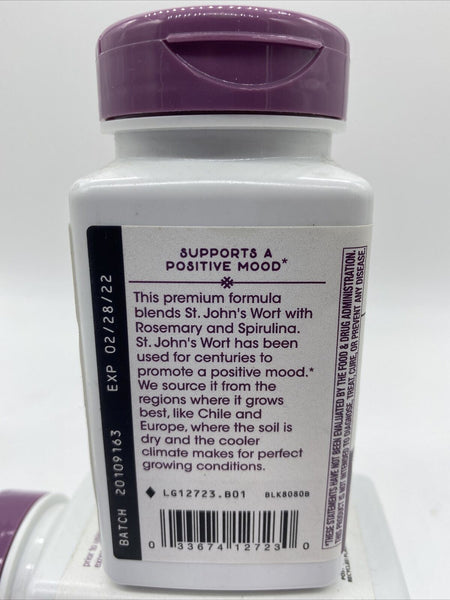 SUPPORTS A
POSITIVE MOOD*
This premium formula
blends St. John's Wort with
Rosemary and Spirulina.
St. John's Wort has been
used for centuries to
promote a positive mood.*
We source it from the
regions where it grows
best, like Chile and
Europe, where the soil is
dry and the cooler
climate makes for perfect
growing conditions.
LG12723.B01 BLK8080B
0 33674 12723 0
BATCH 20109163 EXP 02/28/22
*THESE STATEMENTS HAVE NOT BEEN EVALUATED BY THE FOOD & DRUG ADMINISTRATION.
THIS PRODUCT IS NOT INTENDED TO DIAGNOSE, TREAT, CURE, OR PREVENT ANY DISEASE.